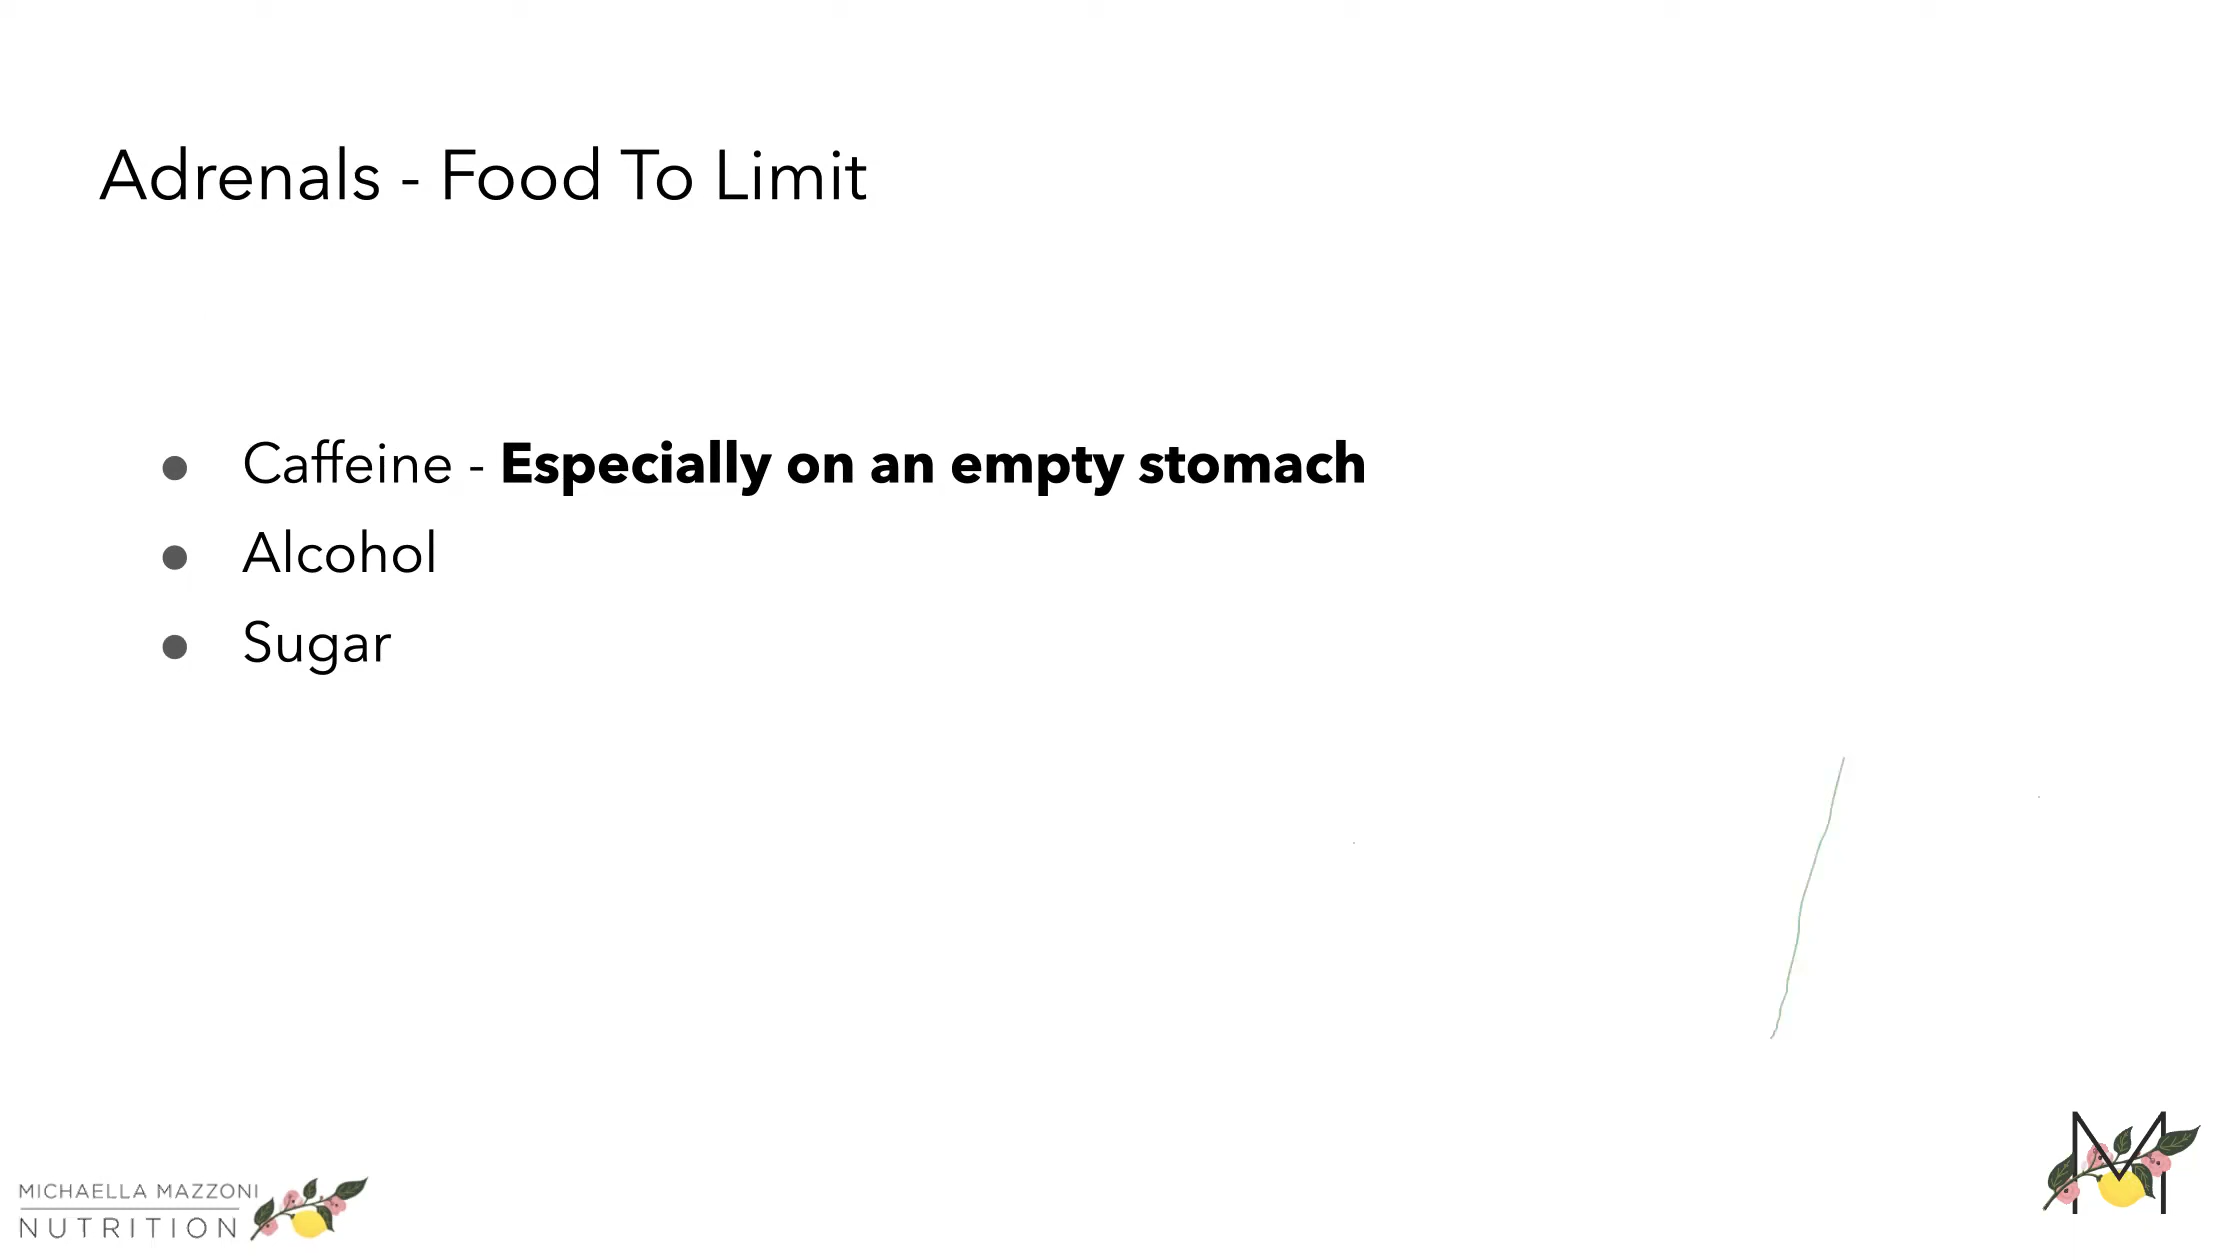 Adrenals - Food To Limit
● Caffeine - Especially on an empty stomach
● Alcohol
● Sugar
MICHAELLA MAZZONI
NUTRITION
M